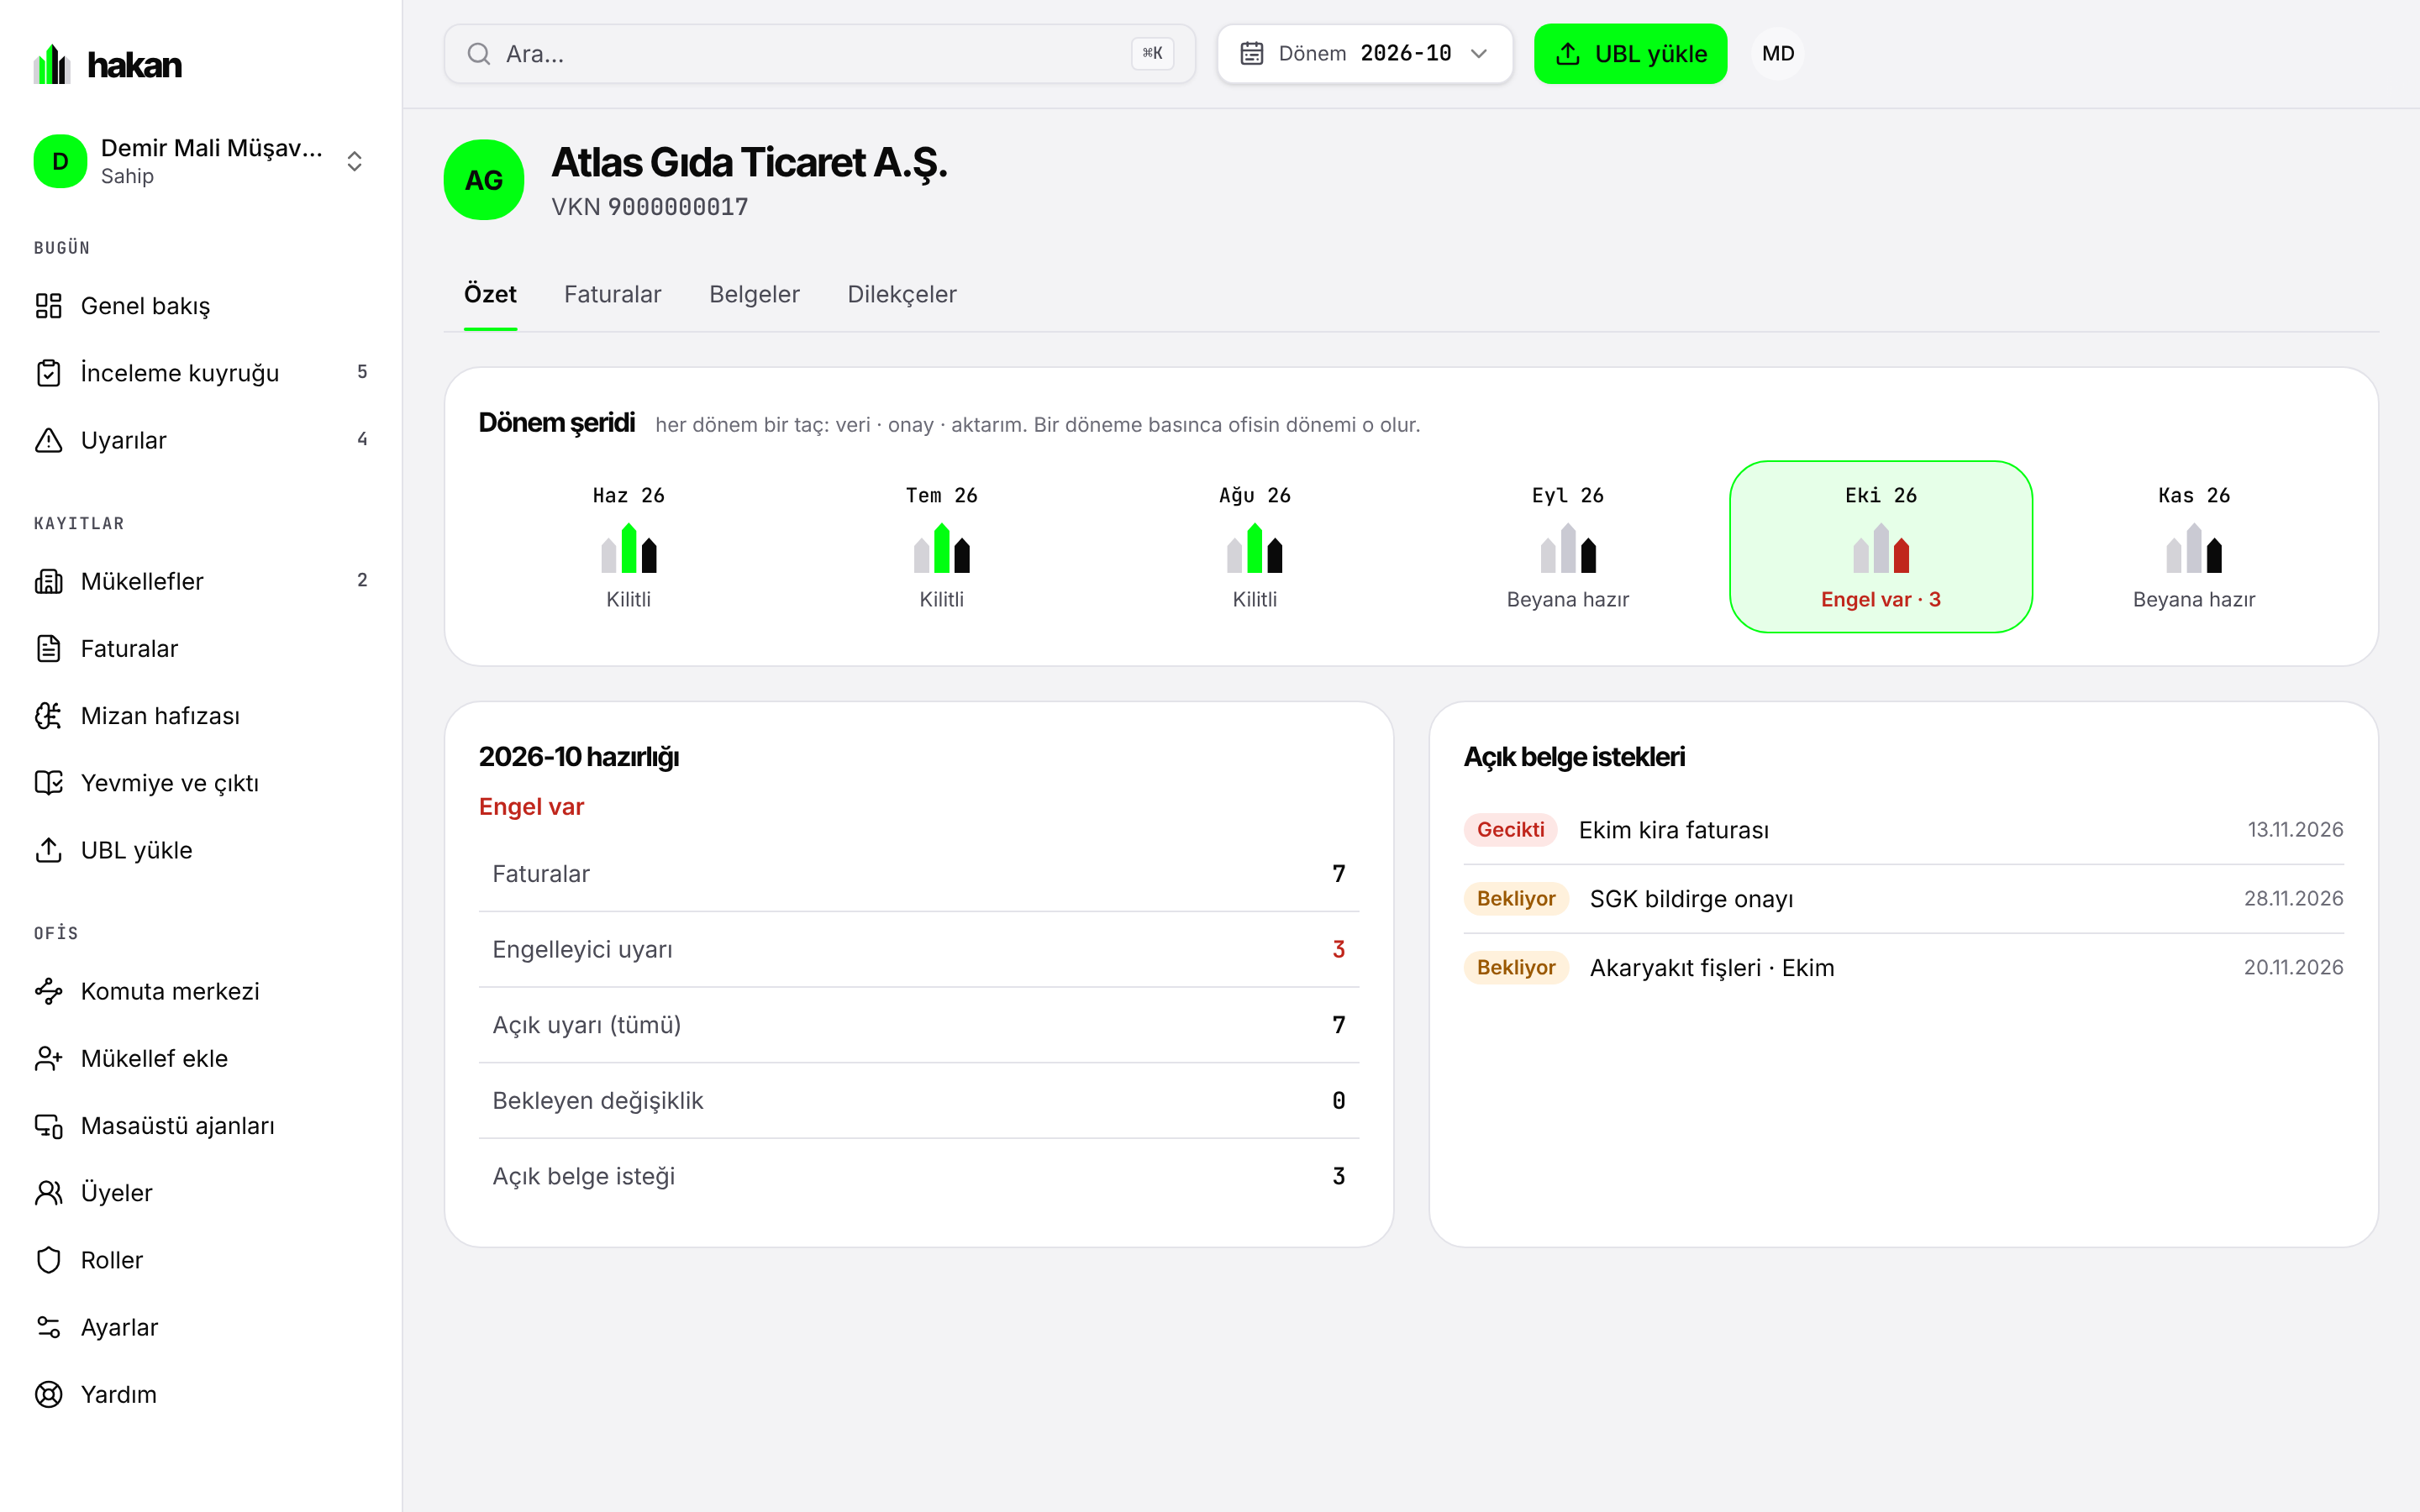 hakan
Demir Mali Müşav...
Sahip
BUGÜN
Genel bakış
İnceleme kuyruğu 5
Uyarılar 4
KAYITLAR
Mükellefler 2
Faturalar
Mizan hafızası
Yevmiye ve çıktı
UBL yükle
OFİS
Komuta merkezi
Mükellef ekle
Masaüstü ajanları
Üyeler
Roller
Ayarlar
Yardım
Ara... ⌘K
Dönem 2026-10
UBL yükle
MD
AG
D
Atlas Gıda Ticaret A.Ş.
VKN 9000000017
Özet Faturalar Belgeler Dilekçeler
Dönem şeridi her dönem bir taç: veri · onay · aktarım. Bir döneme basınca ofisin dönemi o olur.
Haz 26 Tem 26 Ağu 26 Eyl 26 Eki 26 Kas 26
Kilitli Kilitli Kilitli Beyana hazır Engel var · 3 Beyana hazır
2026-10 hazırlığı
Engel var
Faturalar 7
Engelleyici uyarı 3
Açık uyarı (tümü) 7
Bekleyen değişiklik 0
Açık belge isteği 3
Açık belge istekleri
Gecikti Ekim kira faturası 13.11.2026
Bekliyor SGK bildirge onayı 28.11.2026
Bekliyor Akaryakıt fişleri · Ekim 20.11.2026